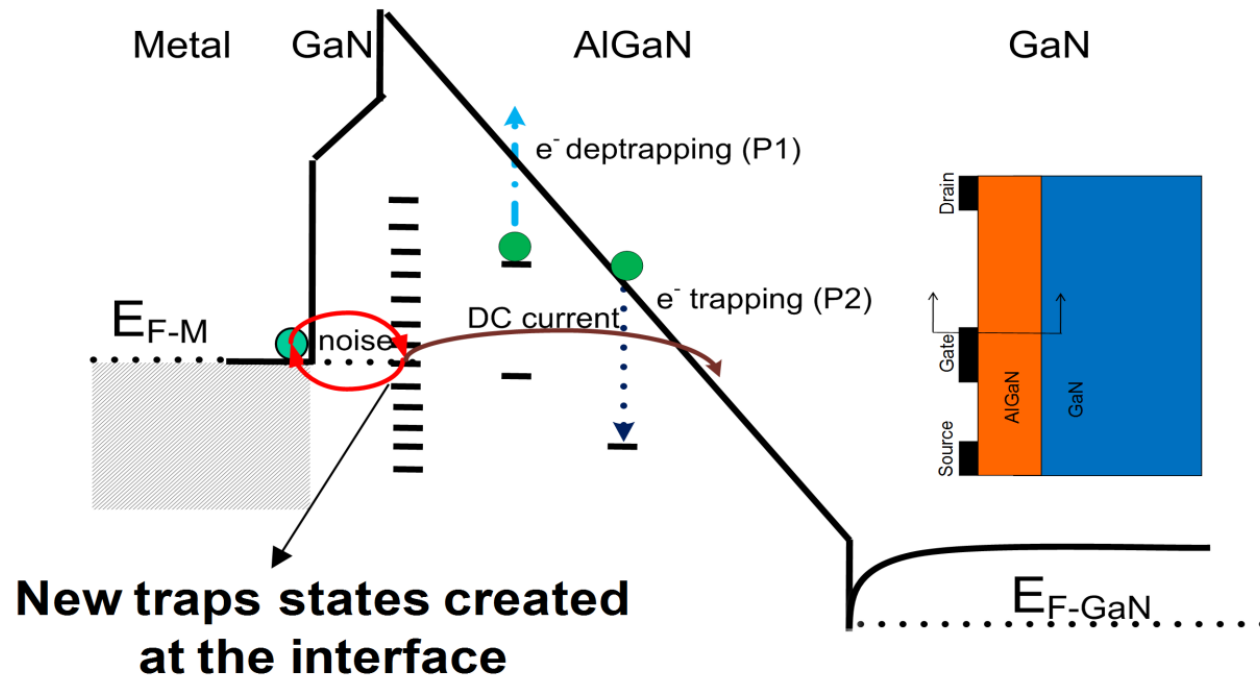 Metal
GaN
AlGaN
GaN
e- deptrapping (P1)
Drain
Gate
Source
AlGaN
GaN
e- trapping (P2)
DC current
noise
EF-M
New traps states created
at the interface
EF-GaN